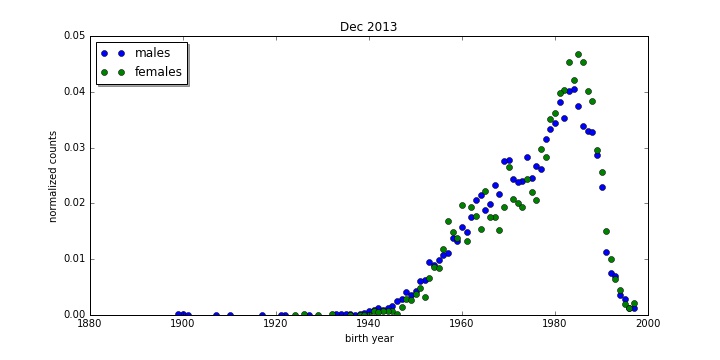 Dec 2013
0.05
males
females
0.04
0.03
normalized counts
0.02
0.01
0.00
1880 1900 1920 1940 1960 1980 2000
birth year